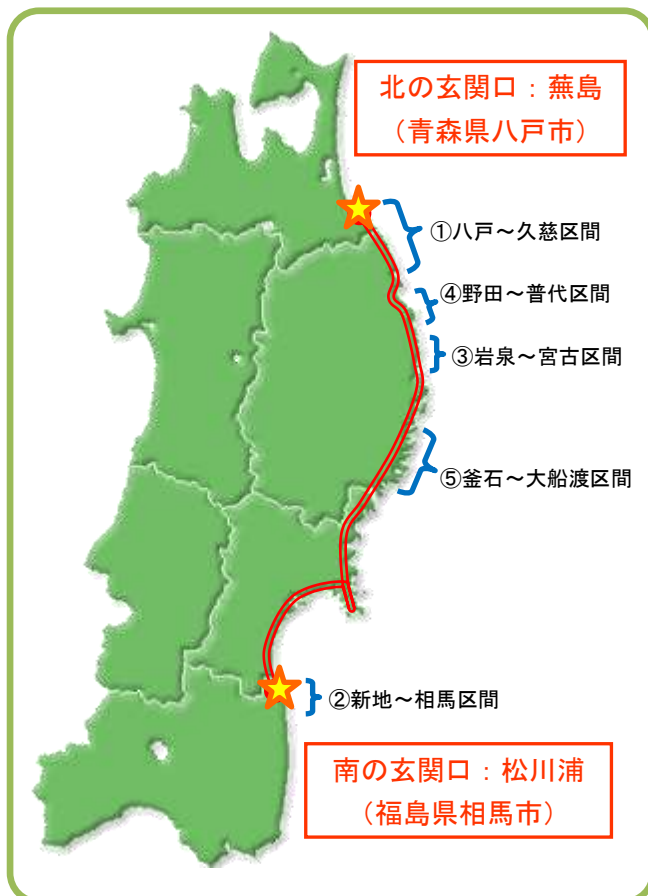 北の玄関口：蕪島
（青森県八戸市）
①八戸～久慈区間
④野田～普代区間
③岩泉～宮古区間
⑤釜石～大船渡区間
②新地～相馬区間
南の玄関口：松川浦
（福島県相馬市）